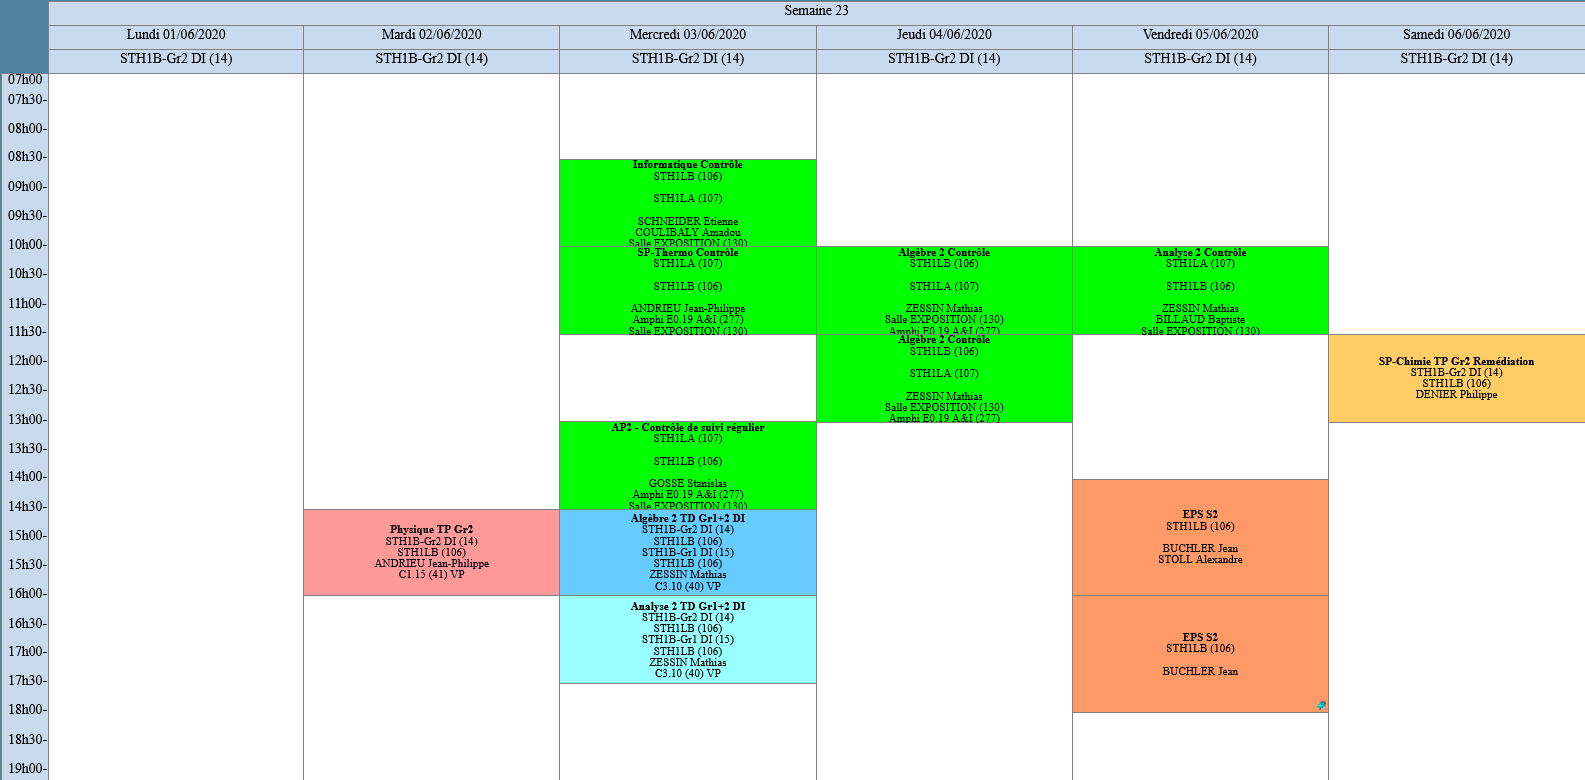 Semaine 23
Lundi 01/06/2020
Mardi 02/06/2020
Mercredi 03/06/2020
Jeudi 04/06/2020
Vendredi 05/06/2020
Samedi 06/06/2020
STH1B-Gr2 DI (14)
STH1B-Gr2 DI (14)
STH1B-Gr2 DI (14)
STH1B-Gr2 DI (14)
STH1B-Gr2 DI (14)
STH1B-Gr2 DI (14)
07h00
07h30-
08h00-
08h30-
09h00-
09h30-
10h00-
10h30-
11h00-
11h30-
12h00-
12h30-
13h00-
13h30-
14h00-
14h30-
15h00-
15h30-
16h00-
16h30-
17h00-
17h30-
18h00-
18h30-
19h00-
Physique TP Gr2
STH1B-Gr2 DI (14)
STH1LB (106)
ANDRIEU Jean-Philippe
C1.15 (41) VP
Informatique Contrôle
STH1LB (106)
STH1LA (107)
SCHNEIDER Etienne
COULIBALY Amadou
Salle EXPOSITION (130)
SP-Thermo Contrôle
STH1LA (107)
STH1LB (106)
ANDRIEU Jean-Philippe
Amphi E0.19 A&I (277)
Salle EXPOSITION (130)
AP2 - Contrôle de suivi régulier
STH1LA (107)
STH1LB (106)
GOSSE Stanislas
Amphi E0.19 A&I (277)
Salle EXPOSITION (130)
Algèbre 2 TD Gr1+2 DI
STH1B-Gr2 DI (14)
STH1LB (106)
STH1B-Gr1 DI (15)
STH1LB (106)
ZESSIN Mathias
C3.10 (40) VP
Analyse 2 TD Gr1+2 DI
STH1B-Gr2 DI (14)
STH1LB (106)
STH1B-Gr1 DI (15)
STH1LB (106)
ZESSIN Mathias
C3.10 (40) VP
Algèbre 2 Contrôle
STH1LB (106)
STH1LA (107)
ZESSIN Mathias
Salle EXPOSITION (130)
Amphi E0.19 A&I (277)
Algèbre 2 Contrôle
STH1LB (106)
STH1LA (107)
ZESSIN Mathias
Salle EXPOSITION (130)
Amphi E0.19 A&I (277)
Analyse 2 Contrôle
STH1LA (107)
STH1LB (106)
ZESSIN Mathias
BILLAUD Baptiste
Salle EXPOSITION (130)
EPS S2
STH1LB (106)
BUCHLER Jean
STOLL Alexandre
EPS S2
STH1LB (106)
BUCHLER Jean
SP-Chimie TP Gr2 Remédiation
STH1B-Gr2 DI (14)
STH1LB (106)
DENIER Philippe